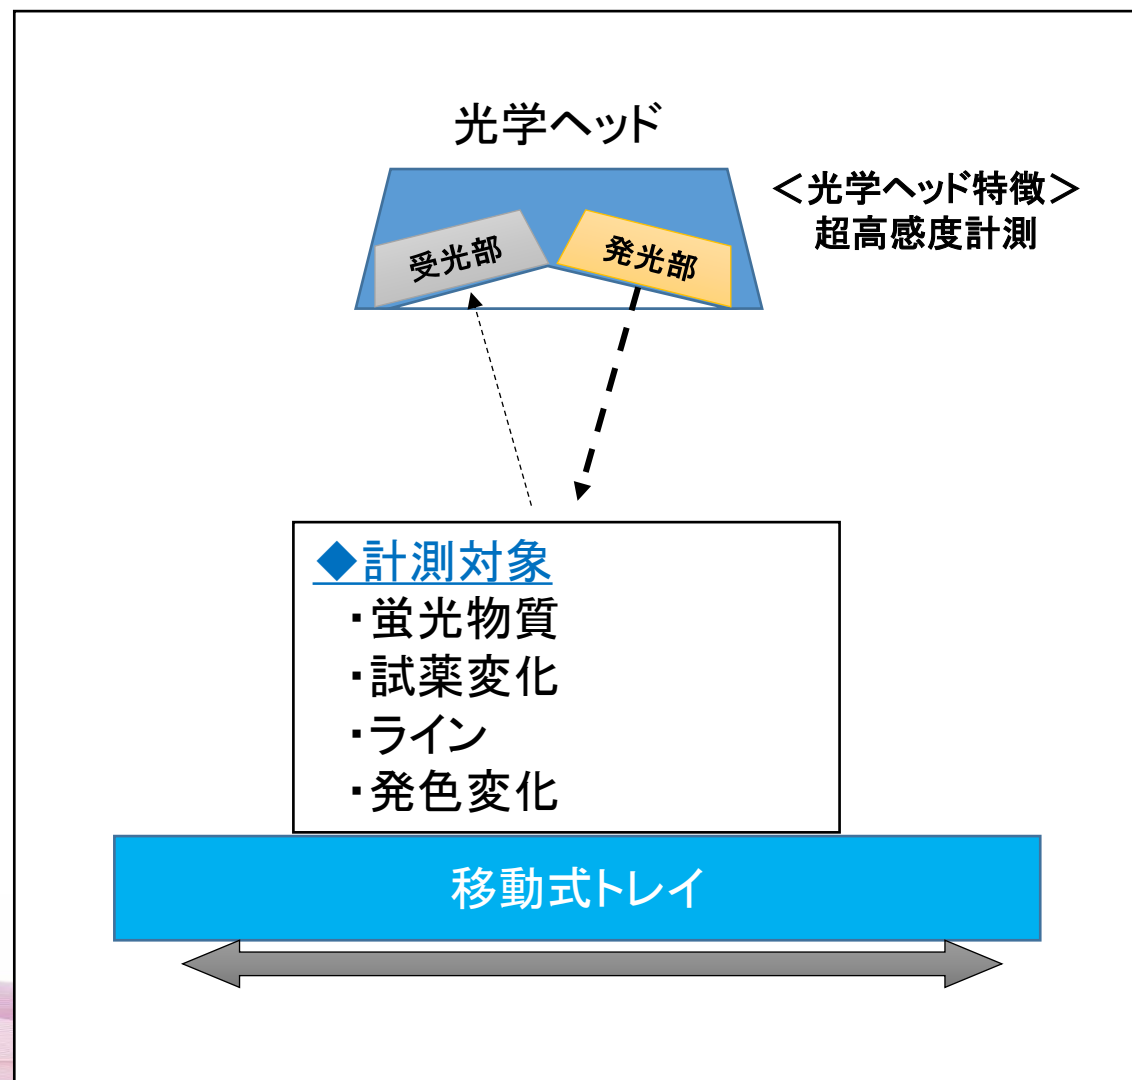 光学ヘッド
＜光学ヘッド特徴＞
超高感度計測
受光部
発光部
◆計測対象
・蛍光物質
・試薬変化
・ライン
・発色変化
移動式トレイ